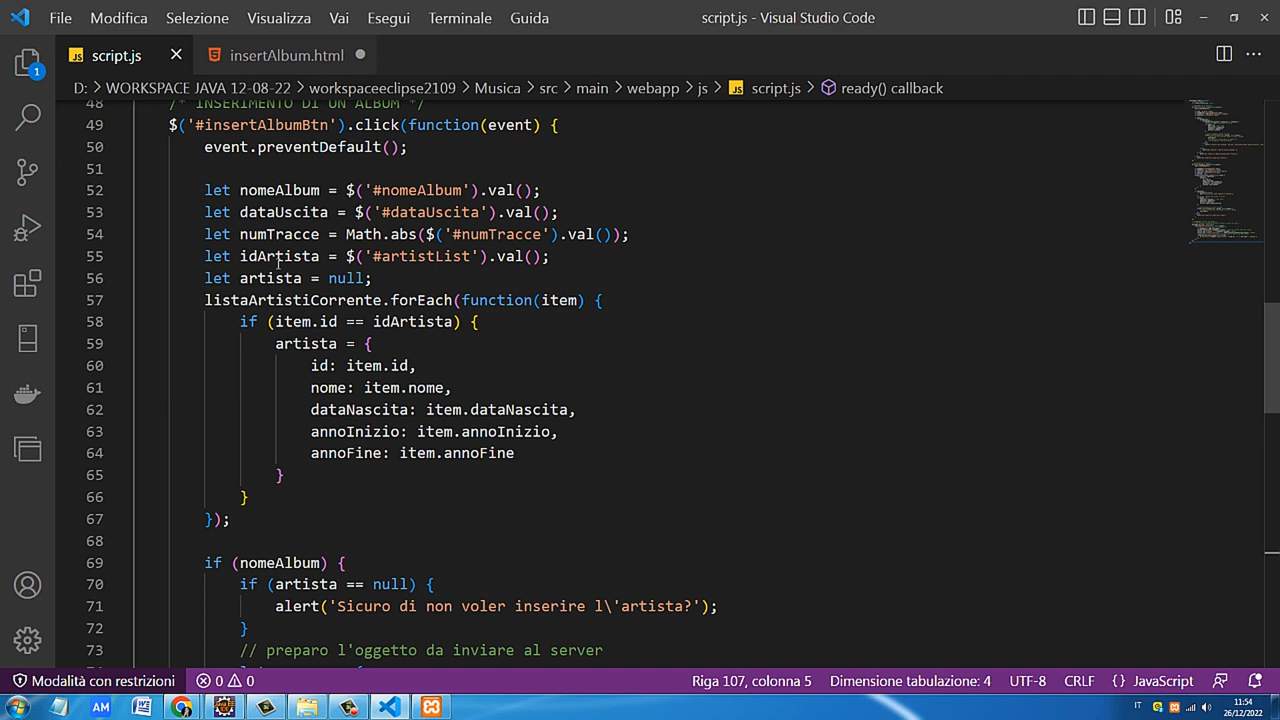 File Modifica Selezione Visualizza Vai Esegui Terminale Guida script.js - Visual Studio Code
JS script.js insertAlbum.html
D: > WORKSPACE JAVA 12-08-22 > workspaceeclipse2109 > Musica > src > main > webapp > js > JS script.js > ready() callback
1
48 /* INSERIMENTO DI UN ALBUM */
49 $('#insertAlbumBtn').click(function(event) {
50 event.preventDefault();
51
52 let nomeAlbum = $('#nomeAlbum').val();
53 let dataUscita = $('#dataUscita').val();
54 let numTracce = Math.abs($('#numTracce').val());
55 let idArtista = $('#artistList').val();
56 let artista = null;
57 listaArtistiCorrente.forEach(function(item) {
58 if (item.id == idArtista) {
59 artista = {
60 id: item.id,
61 nome: item.nome,
62 dataNascita: item.dataNascita,
63 annoInizio: item.annoInizio,
64 annoFine: item.annoFine
65 }
66 }
67 });
68
69 if (nomeAlbum) {
70 if (artista == null) {
71 alert('Sicuro di non voler inserire l\'artista?');
72 }
73 // preparo l'oggetto da inviare al server
Modalità con restrizioni 0 0 Riga 107, colonna 5 Dimensione tabulazione: 4 UTF-8 CRLF {} JavaScript
AM IT 11:54
26/12/2022